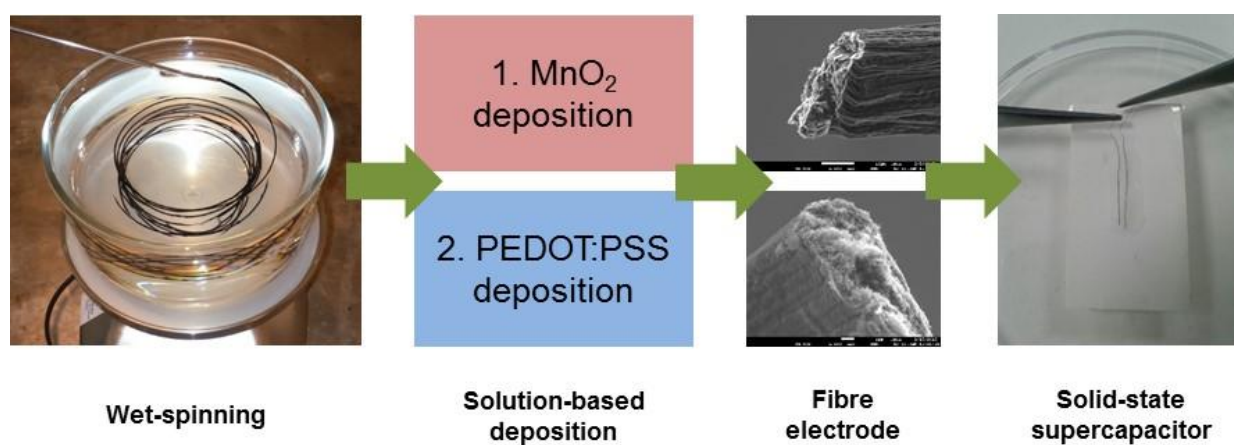 1. MnO₂
deposition
2. PEDOT:PSS
deposition
Wet-spinning
Solution-based
deposition
Fibre
electrode
Solid-state
supercapacitor